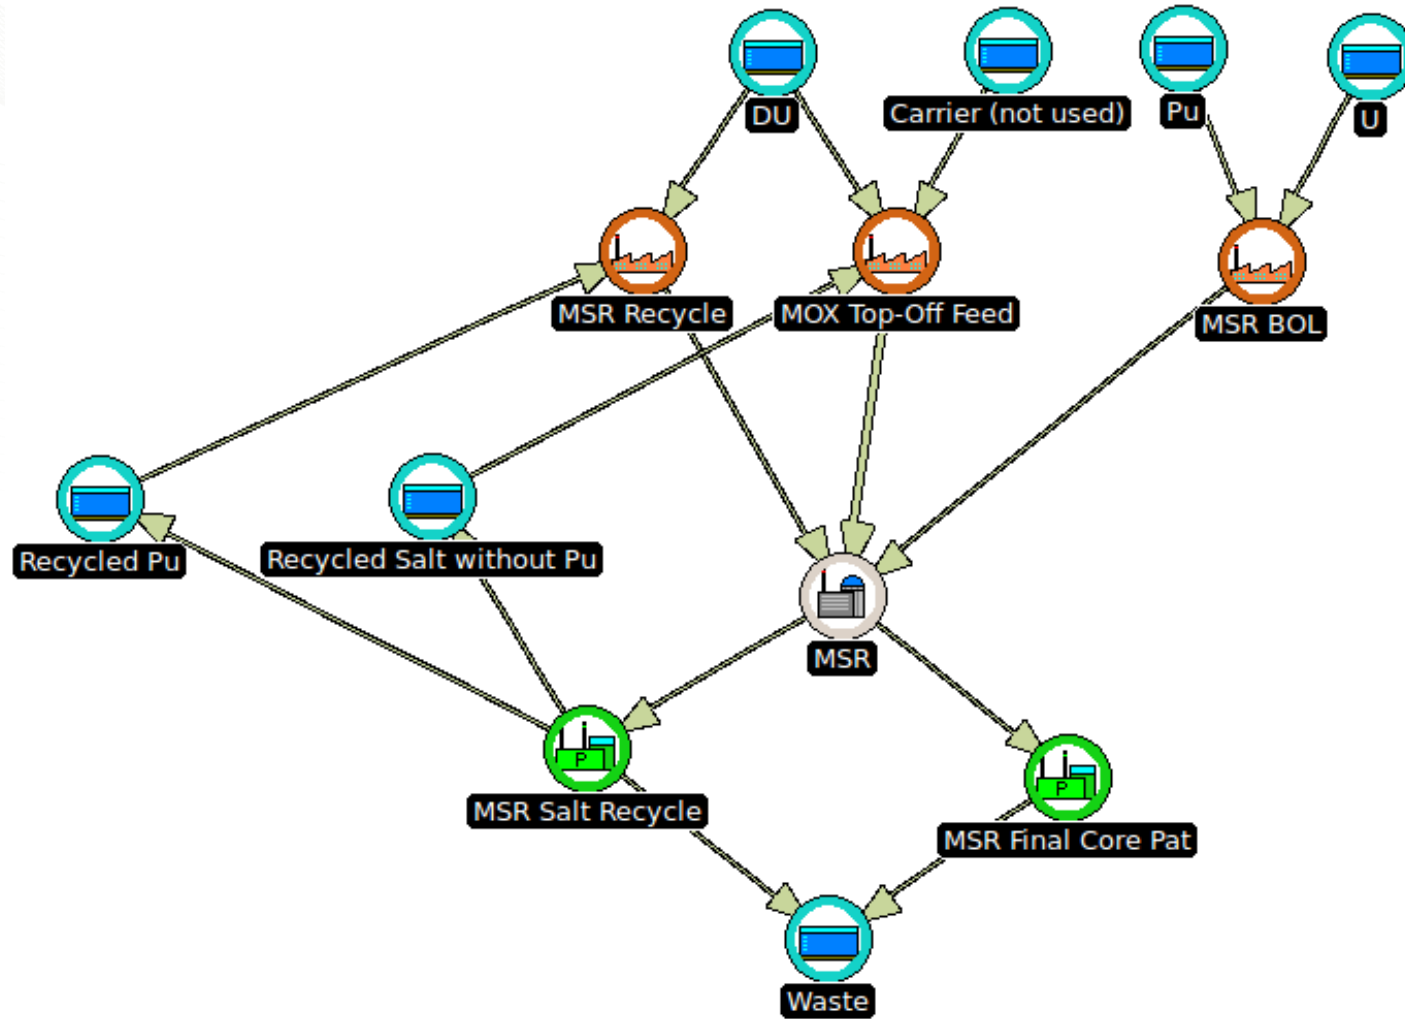 DU
Carrier (not used)
Pu
U
MSR Recycle
MOX Top-Off Feed
MSR BOL
Recycled Pu
Recycled Salt without Pu
MSR
P
MSR Salt Recycle
P
MSR Final Core Pat
Waste